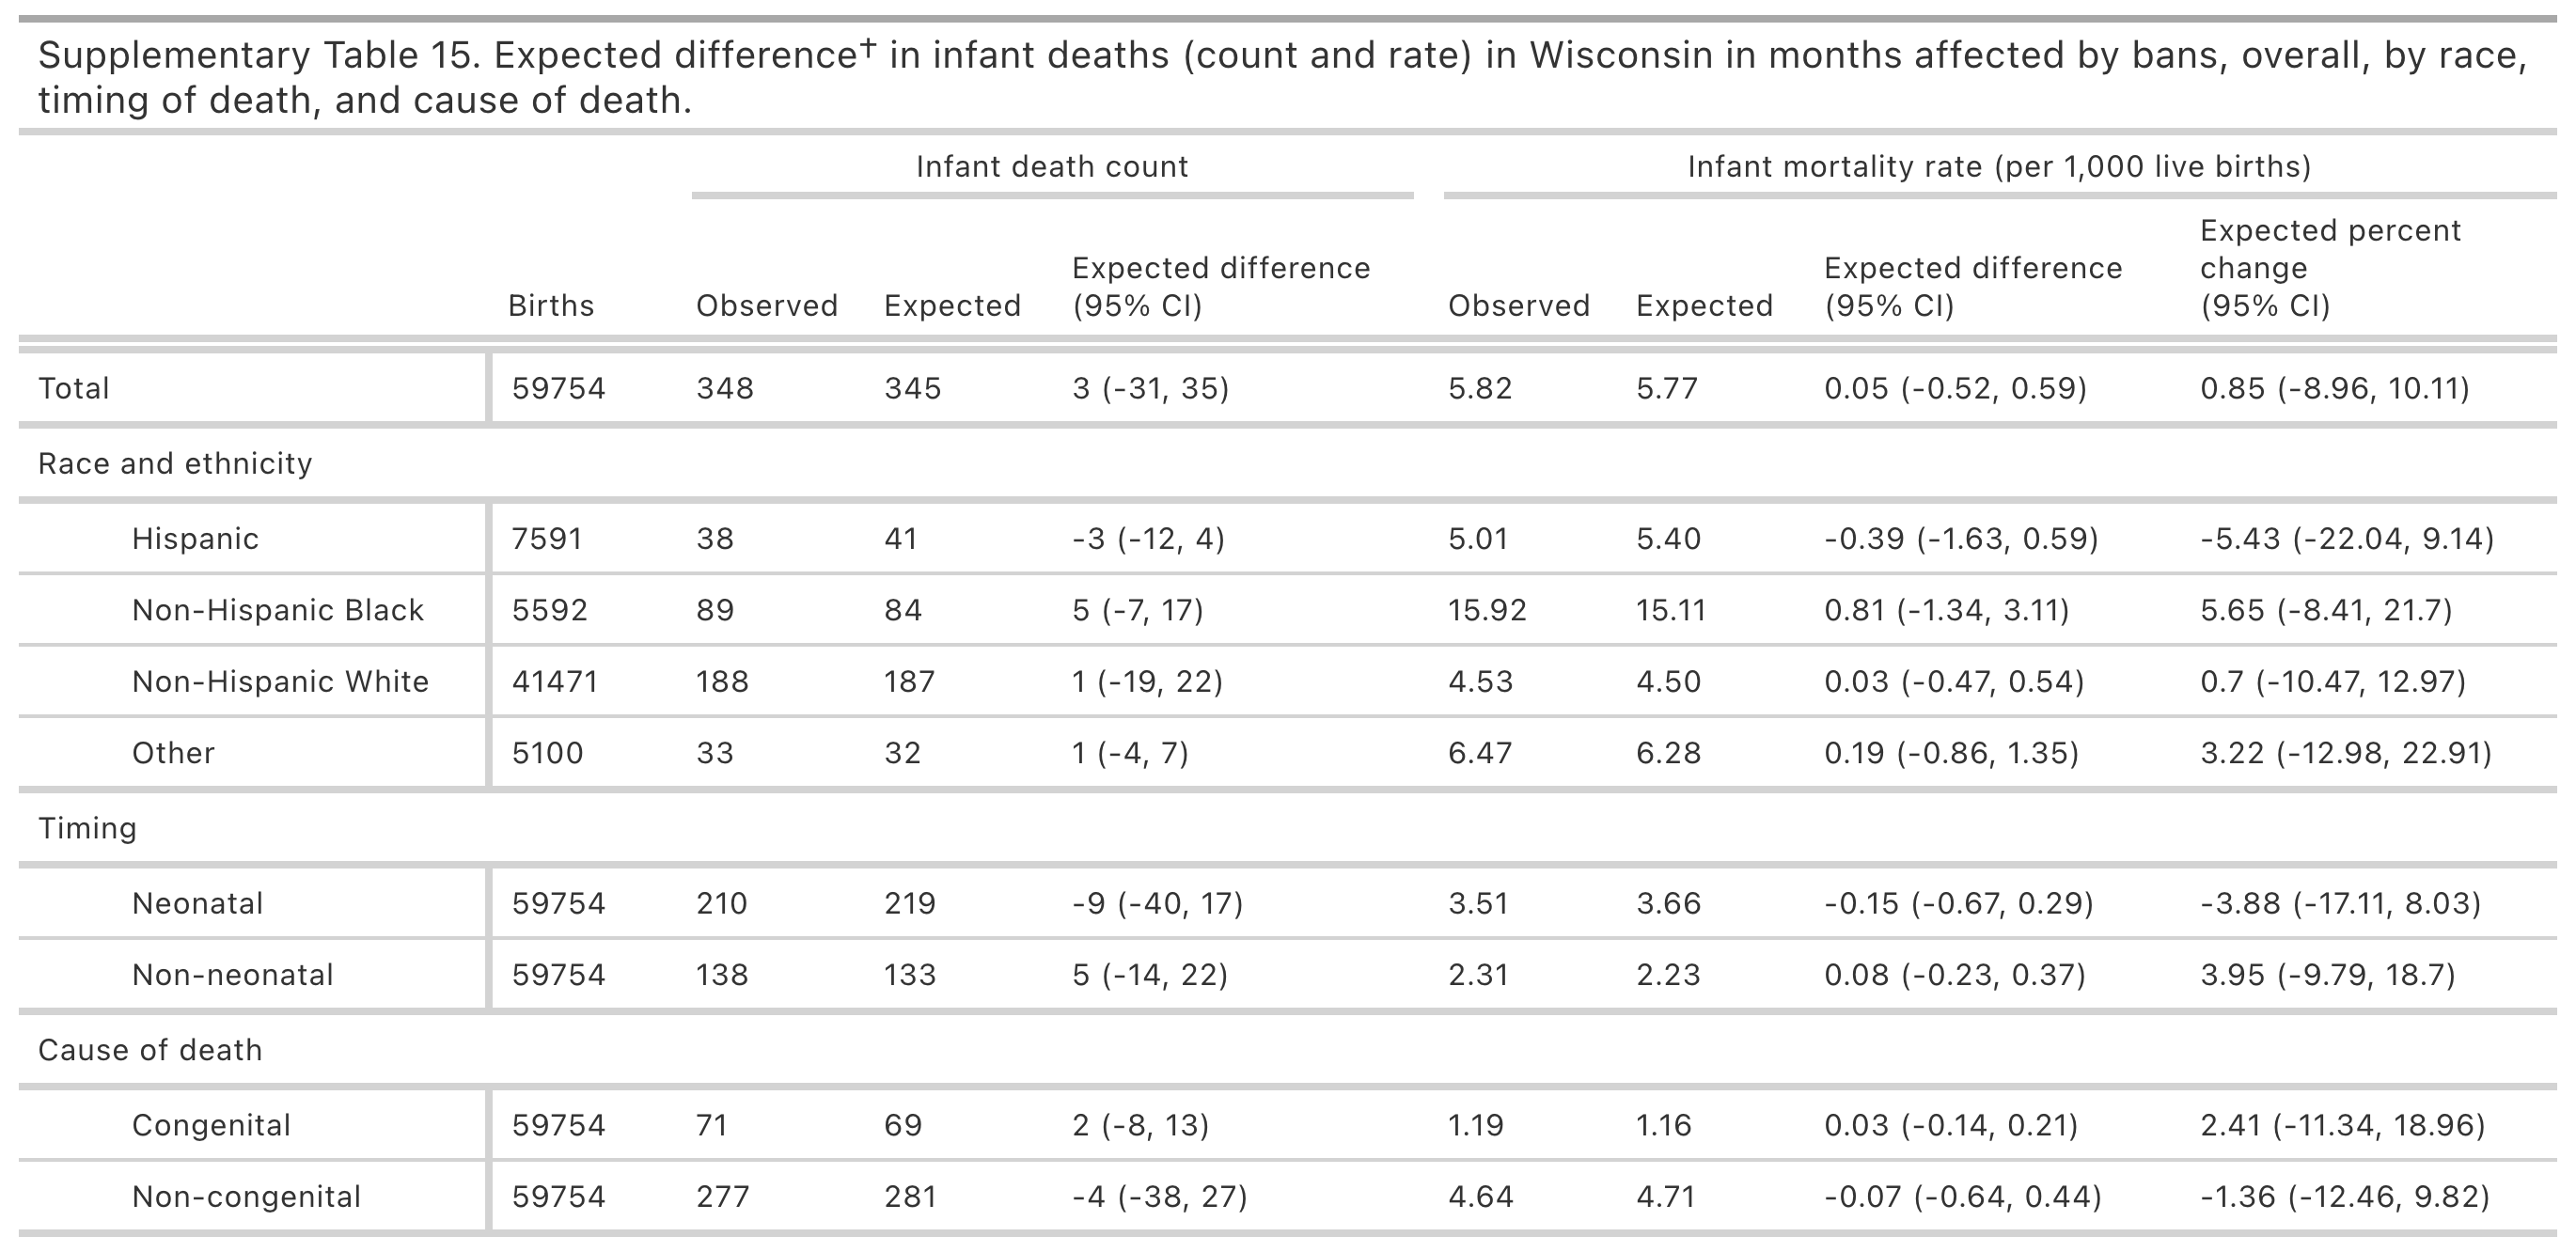 Supplementary Table 15. Expected difference† in infant deaths (count and rate) in Wisconsin in months affected by bans, overall, by race,
timing of death, and cause of death.
Infant death count Infant mortality rate (per 1,000 live births)
Births Observed Expected Expected difference (95% CI) Observed Expected Expected difference (95% CI) Expected percent change (95% CI)
Total 59754 348 345 3 (-31, 35) 5.82 5.77 0.05 (-0.52, 0.59) 0.85 (-8.96, 10.11)
Race and ethnicity
Hispanic 7591 38 41 -3 (-12, 4) 5.01 5.40 -0.39 (-1.63, 0.59) -5.43 (-22.04, 9.14)
Non-Hispanic Black 5592 89 84 5 (-7, 17) 15.92 15.11 0.81 (-1.34, 3.11) 5.65 (-8.41, 21.7)
Non-Hispanic White 41471 188 187 1 (-19, 22) 4.53 4.50 0.03 (-0.47, 0.54) 0.7 (-10.47, 12.97)
Other 5100 33 32 1 (-4, 7) 6.47 6.28 0.19 (-0.86, 1.35) 3.22 (-12.98, 22.91)
Timing
Neonatal 59754 210 219 -9 (-40, 17) 3.51 3.66 -0.15 (-0.67, 0.29) -3.88 (-17.11, 8.03)
Non-neonatal 59754 138 133 5 (-14, 22) 2.31 2.23 0.08 (-0.23, 0.37) 3.95 (-9.79, 18.7)
Cause of death
Congenital 59754 71 69 2 (-8, 13) 1.19 1.16 0.03 (-0.14, 0.21) 2.41 (-11.34, 18.96)
Non-congenital 59754 277 281 -4 (-38, 27) 4.64 4.71 -0.07 (-0.64, 0.44) -1.36 (-12.46, 9.82)